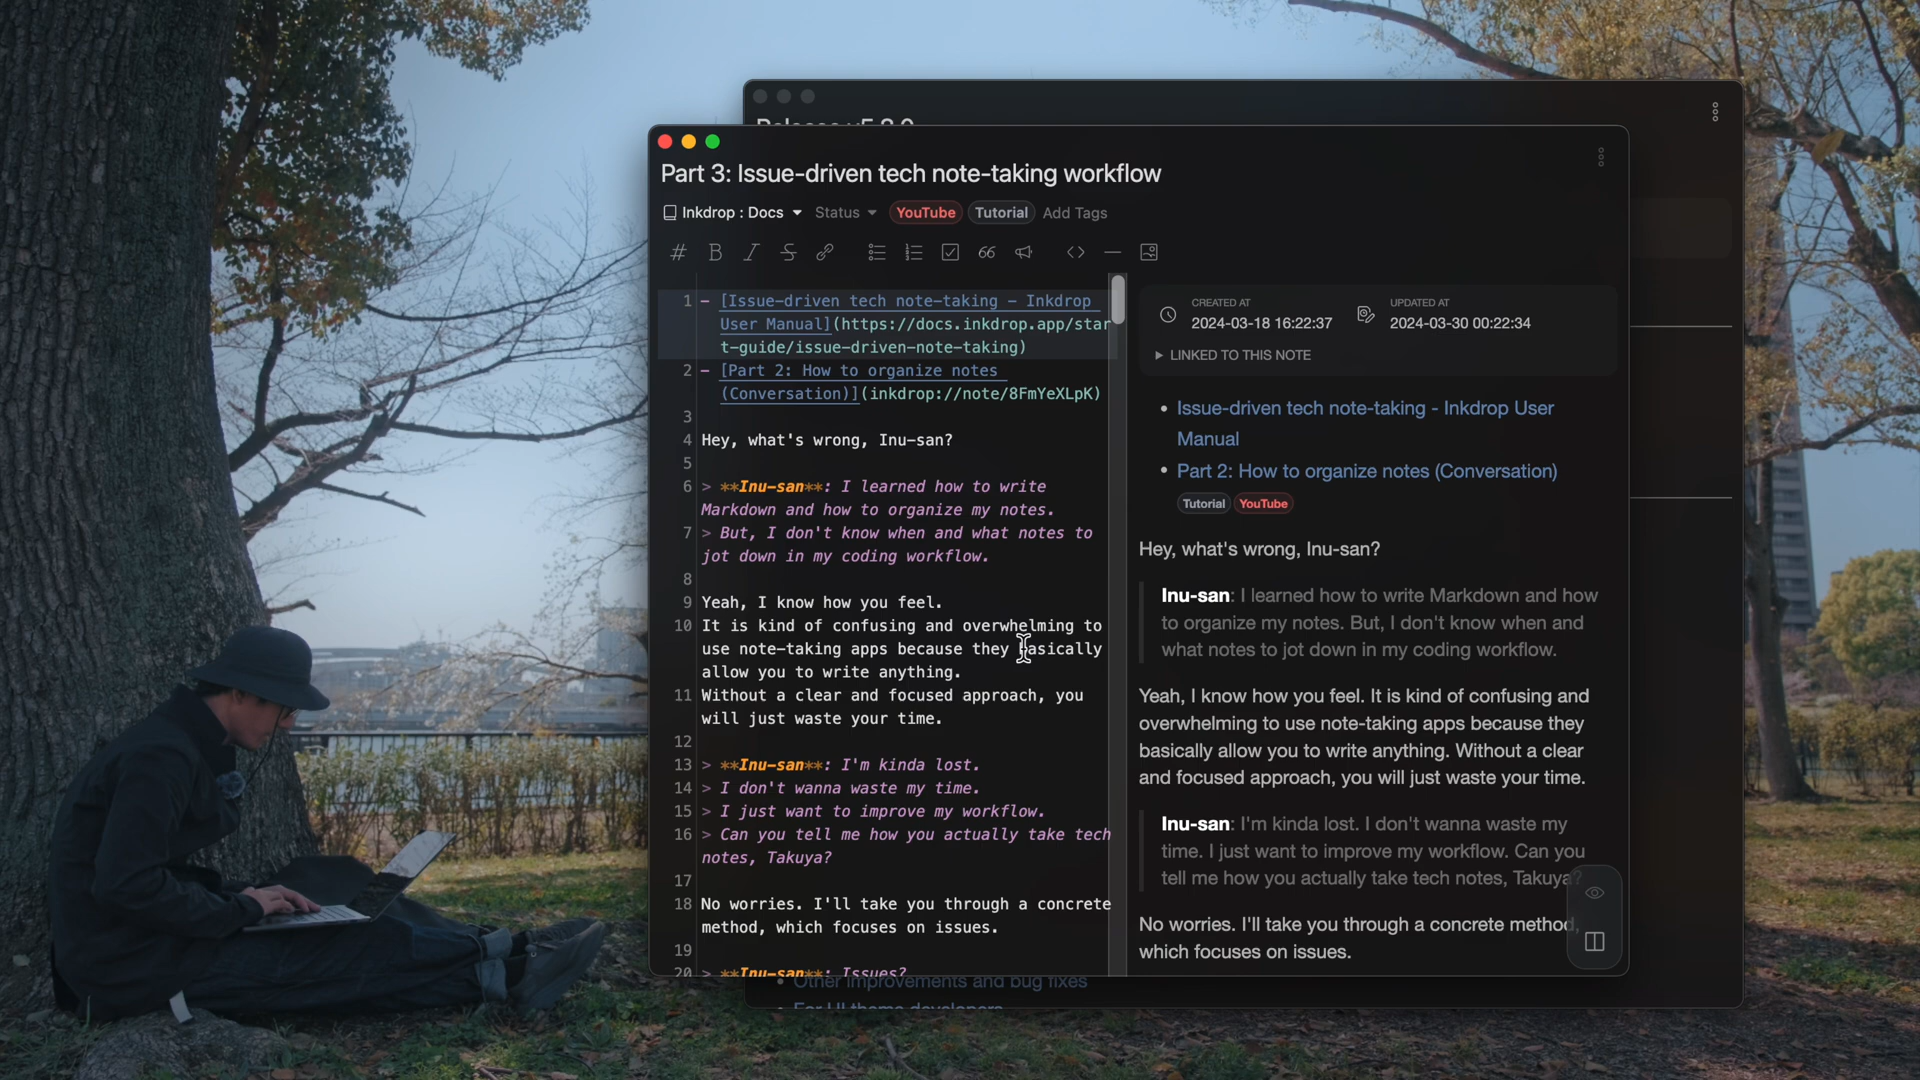 Part 3: Issue-driven tech note-taking workflow
Inkdrop : Docs Status YouTube Tutorial Add Tags
1 - [Issue-driven tech note-taking - Inkdrop
User Manual](https://docs.inkdrop.app/star
t-guide/issue-driven-note-taking)
2 - [Part 2: How to organize notes
(Conversation)](inkdrop://note/8FmYeXLpK)
3
4 Hey, what's wrong, Inu-san?
5
6 > **Inu-san**: I learned how to write
Markdown and how to organize my notes.
7 > But, I don't know when and what notes to
jot down in my coding workflow.
8
9 Yeah, I know how you feel.
10 It is kind of confusing and overwhelming to
use note-taking apps because they basically
allow you to write anything.
11 Without a clear and focused approach, you
will just waste your time.
12
13 > **Inu-san**: I'm kinda lost.
14 > I don't wanna waste my time.
15 > I just want to improve my workflow.
16 > Can you tell me how you actually take tech
notes, Takuya?
17
18 No worries. I'll take you through a concrete
method, which focuses on issues.
19
20 > **Inu-san**: Issues?
CREATED AT
2024-03-18 16:22:37
UPDATED AT
2024-03-30 00:22:34
LINKED TO THIS NOTE
• Issue-driven tech note-taking - Inkdrop User
Manual
• Part 2: How to organize notes (Conversation)
Tutorial YouTube
Hey, what's wrong, Inu-san?
Inu-san: I learned how to write Markdown and how
to organize my notes. But, I don't know when and
what notes to jot down in my coding workflow.
Yeah, I know how you feel. It is kind of confusing and
overwhelming to use note-taking apps because they
basically allow you to write anything. Without a clear
and focused approach, you will just waste your time.
Inu-san: I'm kinda lost. I don't wanna waste my
time. I just want to improve my workflow. Can you
tell me how you actually take tech notes, Takuya?
No worries. I'll take you through a concrete method,
which focuses on issues.
• Other improvements and bug fixes
• For UI theme developers